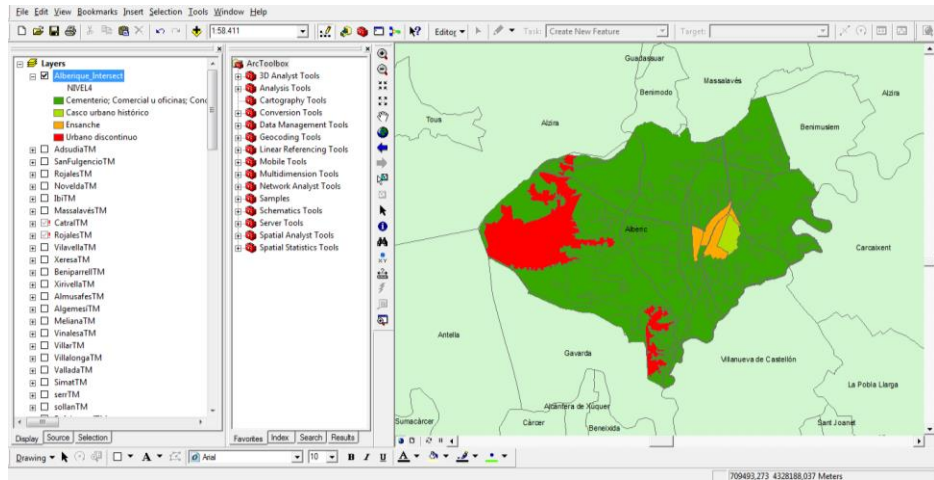 File Edit View Bookmarks Insert Selection Tools Window Help
1:58.411
Editor
Task: Create New Feature
Target:
Layers
Alberique_Intersect
NIVEL4
Cementerio; Comercial u oficinas; Conc
Casco urbano histórico
Ensanche
Urbano discontinuo
AdsudiaTM
SanFulgencioTM
RojalesTM
NoveldaTM
IbiTM
MassalavésTM
CatralTM
RojalesTM
VilavellaTM
XeresaTM
BeniparrellTM
XirivellaTM
AlmusafesTM
AlgemesíTM
MelianaTM
VinalesaTM
VillarTM
VillalongaTM
ValladaTM
SimatTM
serrTM
sollanTM
Display Source Selection
ArcToolbox
3D Analyst Tools
Analysis Tools
Cartography Tools
Conversion Tools
Data Management Tools
Geocoding Tools
Linear Referencing Tools
Mobile Tools
Multidimension Tools
Network Analyst Tools
Samples
Schematics Tools
Server Tools
Spatial Analyst Tools
Spatial Statistics Tools
Favorites Index Search Results
Guadassuar
Massalavés
Benimodo
Alzira
Tous
Alzira
Benimuslem
Alberic
Carcaixent
Antella
Gavarda
Villanueva de Castellón
La Pobla Llarga
Alcántera de Xúquer
Sumacàrcer
Càrcer
Beneixida
Sant Joanet
Drawing
A
Arial
10
B I U
A
709493,273 4328188,037 Meters